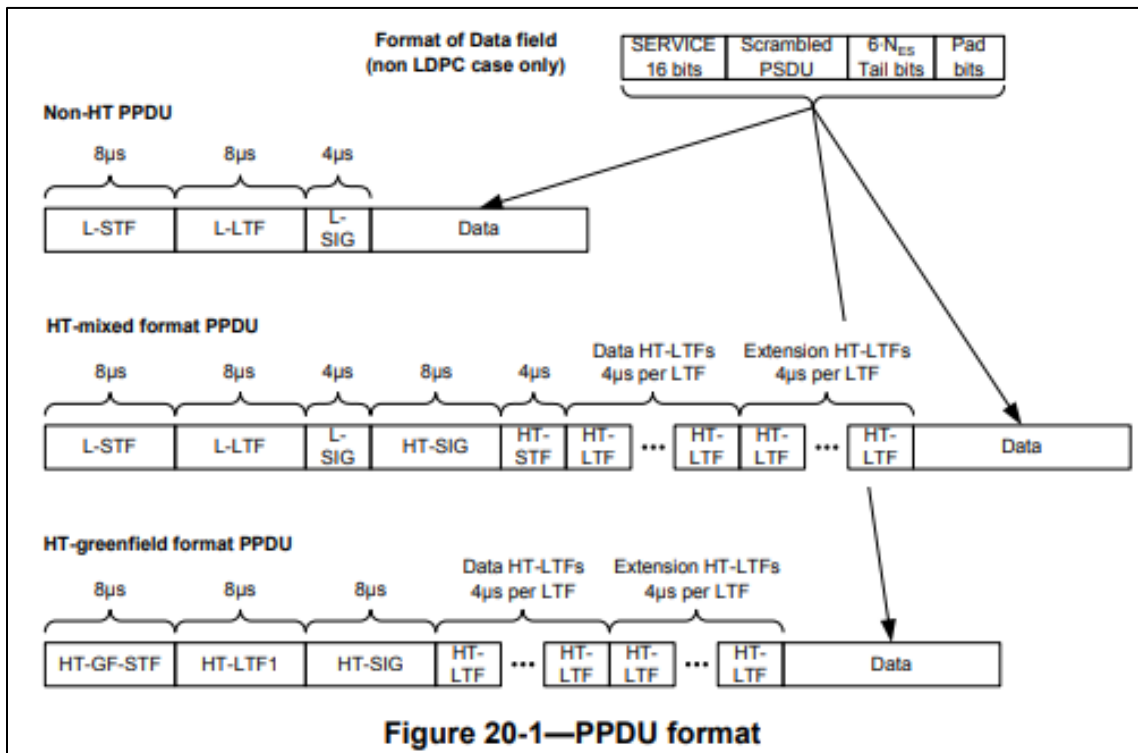 Format of Data field
(non LDPC case only)
SERVICE
16 bits
Scrambled
PSDU
6·N_ES
Tail bits
Pad
bits
Non-HT PPDU
8µs
8µs
4µs
L-STF
L-LTF
L-
SIG
Data
HT-mixed format PPDU
Data HT-LTFs
4µs per LTF
Extension HT-LTFs
4µs per LTF
8µs
8µs
4µs
8µs
4µs
L-STF
L-LTF
L-
SIG
HT-SIG
HT-
STF
HT-
LTF
•••
HT-
LTF
HT-
LTF
•••
HT-
LTF
Data
HT-greenfield format PPDU
Data HT-LTFs
4µs per LTF
Extension HT-LTFs
4µs per LTF
8µs
8µs
8µs
HT-GF-STF
HT-LTF1
HT-SIG
HT-
LTF
•••
HT-
LTF
HT-
LTF
•••
HT-
LTF
Data
Figure 20-1—PPDU format